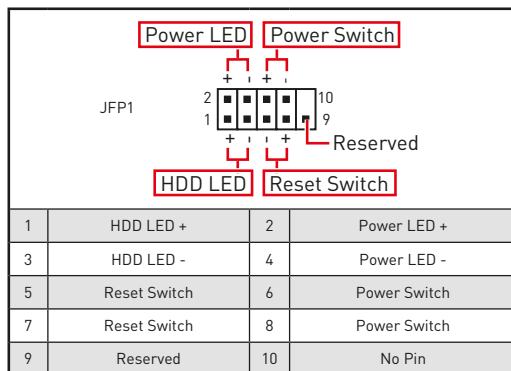 Power LED Power Switch
+ - + -
JFP1
2 10
1 9
+ - - +
Reserved
HDD LED Reset Switch
1 HDD LED + 2 Power LED +
3 HDD LED - 4 Power LED -
5 Reset Switch 6 Power Switch
7 Reset Switch 8 Power Switch
9 Reserved 10 No Pin